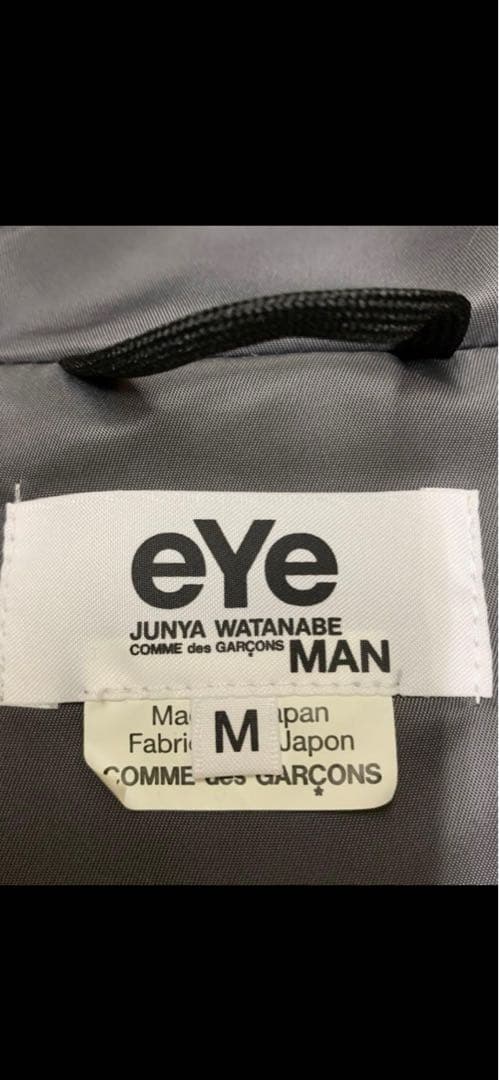 eYe
JUNYA WATANABE
COMME des GARÇONS MAN
M
Japon
COMME des GARÇONS
*